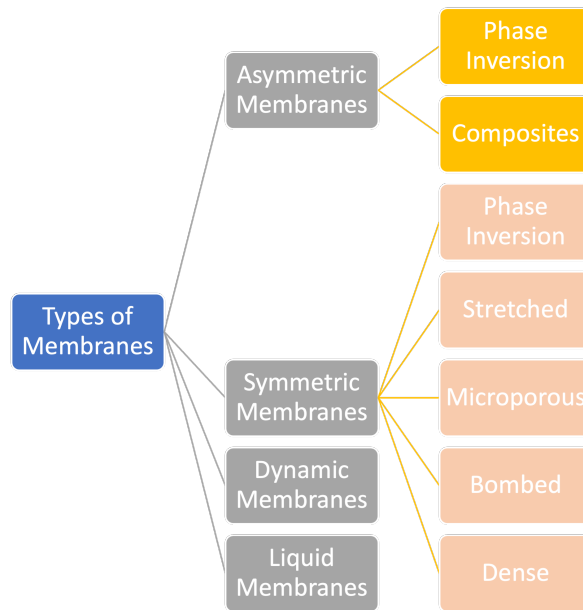 Types of
Membranes
Asymmetric
Membranes
Phase
Inversion
Composites
Symmetric
Membranes
Phase
Inversion
Stretched
Microporous
Bombed
Dense
Dynamic
Membranes
Liquid
Membranes